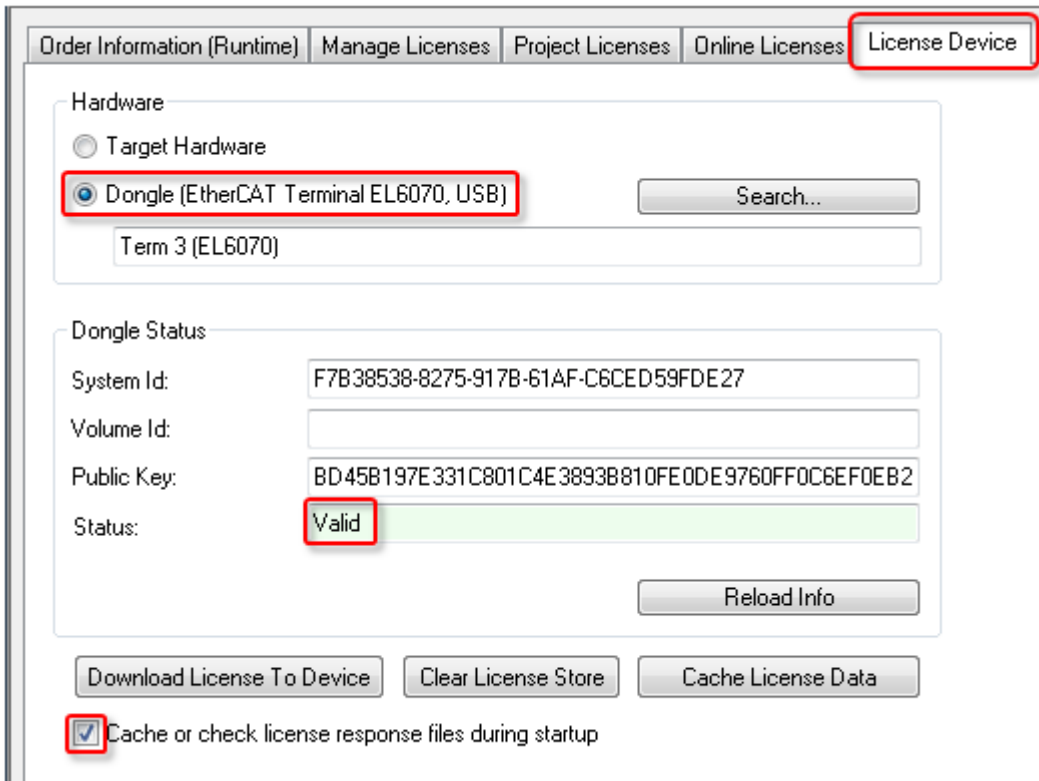 Order Information (Runtime) Manage Licenses Project Licenses Online Licenses License Device
Hardware
Target Hardware
Dongle (EtherCAT Terminal EL6070, USB) Search...
Term 3 (EL6070)
Dongle Status
System Id: F7B38538-8275-917B-61AF-C6CED59FDE27
Volume Id:
Public Key: BD45B197E331C801C4E3893B810FE0DE9760FF0C6EF0EB2
Status: Valid
Reload Info
Download License To Device Clear License Store Cache License Data
Cache or check license response files during startup